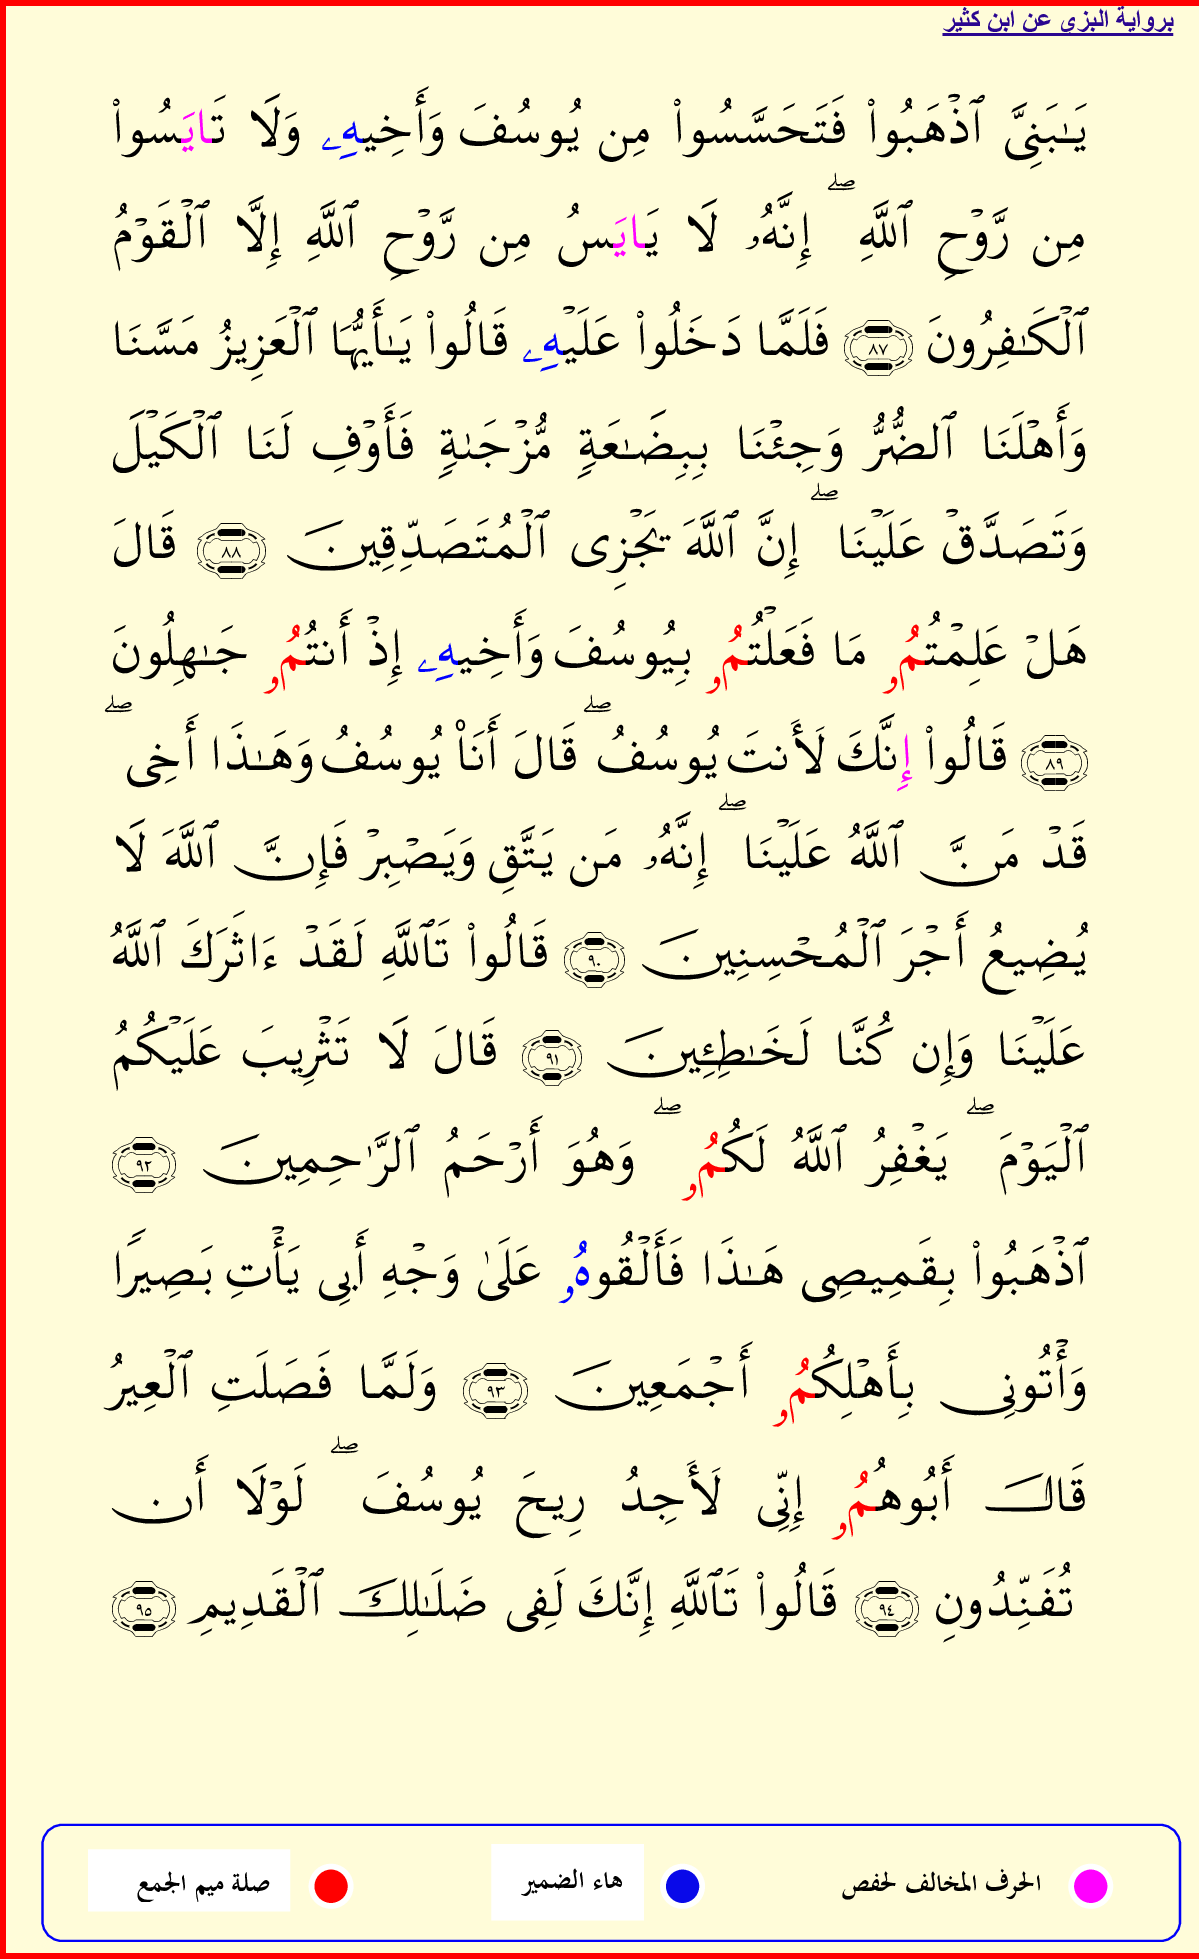 برواية البزي عن ابن كثير
يَـٰبَنِىَّ ٱذْهَبُوا۟ فَتَحَسَّسُوا۟ مِن يُوسُفَ وَأَخِيهِۦ وَلَا تَايَسُوا۟
مِن رَّوْحِ ٱللَّهِ ۖ إِنَّهُۥ لَا يَايَسُ مِن رَّوْحِ ٱللَّهِ إِلَّا ٱلْقَوْمُ
ٱلْكَـٰفِرُونَ ٨٧ فَلَمَّا دَخَلُوا۟ عَلَيْهِۦ قَالُوا۟ يَـٰأَيُّهَا ٱلْعَزِيزُ مَسَّنَا
وَأَهْلَنَا ٱلضُّرُّ وَجِئْنَا بِبِضَـٰعَةٍ مُّزْجَىٰةٍ فَأَوْفِ لَنَا ٱلْكَيْلَ
وَتَصَدَّقْ عَلَيْنَا ۖ إِنَّ ٱللَّهَ يَجْزِى ٱلْمُتَصَدِّقِينَ ٨٨ قَالَ
هَلْ عَلِمْتُمُۥ مَا فَعَلْتُمُۥ بِيُوسُفَ وَأَخِيهِۦ إِذْ أَنتُمُۥ جَـٰهِلُونَ
٨٩ قَالُوا۟ إِنَّكَ لَأَنتَ يُوسُفُ ۖ قَالَ أَنَا۠ يُوسُفُ وَهَـٰذَا أَخِى ۖ
قَدْ مَنَّ ٱللَّهُ عَلَيْنَا ۖ إِنَّهُۥ مَن يَتَّقِ وَيَصْبِرْ فَإِنَّ ٱللَّهَ لَا
يُضِيعُ أَجْرَ ٱلْمُحْسِنِينَ ٩٠ قَالُوا۟ تَٱللَّهِ لَقَدْ ءَاثَرَكَ ٱللَّهُ
عَلَيْنَا وَإِن كُنَّا لَخَـٰطِئِينَ ٩١ قَالَ لَا تَثْرِيبَ عَلَيْكُمُ
ٱلْيَوْمَ ۖ يَغْفِرُ ٱللَّهُ لَكُمُۥ ۖ وَهُوَ أَرْحَمُ ٱلرَّٰحِمِينَ ٩٢
ٱذْهَبُوا۟ بِقَمِيصِى هَـٰذَا فَأَلْقُوهُۥ عَلَىٰ وَجْهِ أَبِى يَأْتِ بَصِيرًا
وَأْتُونِى بِأَهْلِكُمُۥ أَجْمَعِينَ ٩٣ وَلَمَّا فَصَلَتِ ٱلْعِيرُ
قَالَ أَبُوهُمُۥ إِنِّى لَأَجِدُ رِيحَ يُوسُفَ ۖ لَوْلَا أَن
تُفَنِّدُونِ ٩٤ قَالُوا۟ تَٱللَّهِ إِنَّكَ لَفِى ضَلَـٰلِكَ ٱلْقَدِيمِ ٩٥
الحرف المخالف لحفص هاء الضمير صلة ميم الجمع